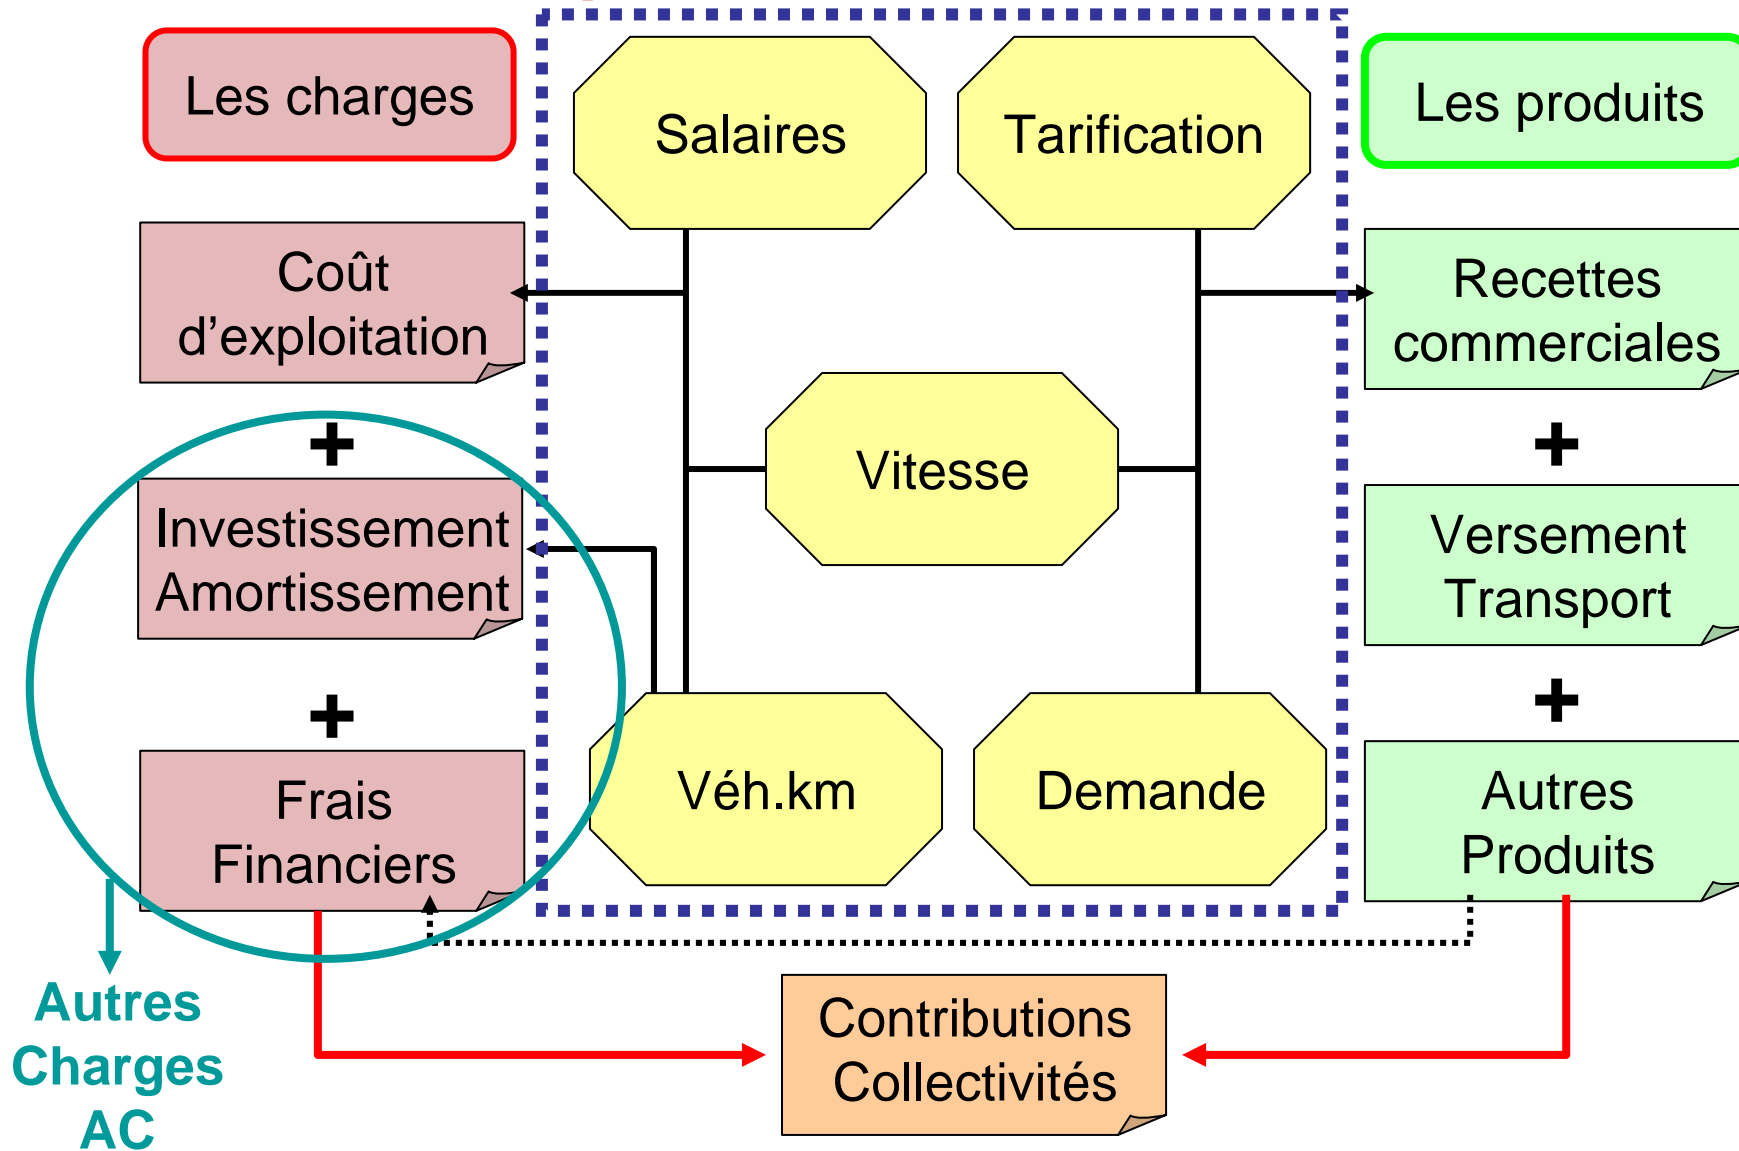 Les charges
Salaires
Tarification
Les produits
Coût
d’exploitation
Recettes
commerciales
+
Vitesse
+
Investissement
Amortissement
Versement
Transport
+
+
Frais
Financiers
Véh.km
Demande
Autres
Produits
Autres
Charges
AC
Contributions
Collectivités